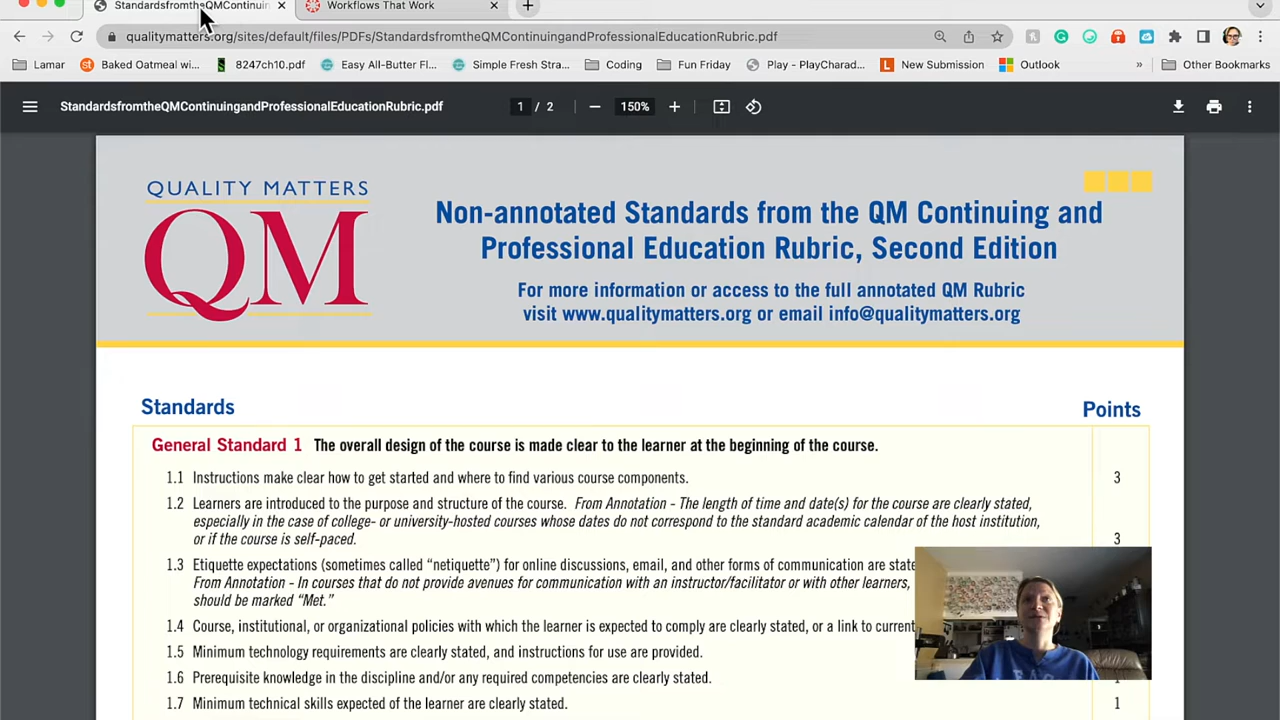 StandardsfromtheQMContinuin
Workflows That Work
qualitymatters.org/sites/default/files/PDFs/StandardsfromtheQMContinuingandProfessionalEducationRubric.pdf
Lamar
Baked Oatmeal wi...
8247ch10.pdf
Easy All-Butter Fl...
Simple Fresh Stra...
Coding
Fun Friday
Play - PlayCharad...
New Submission
Outlook
»
Other Bookmarks
StandardsfromtheQMContinuingandProfessionalEducationRubric.pdf
1 / 2
150%
QUALITY MATTERS
QM
Non-annotated Standards from the QM Continuing and
Professional Education Rubric, Second Edition
For more information or access to the full annotated QM Rubric
visit www.qualitymatters.org or email info@qualitymatters.org
Standards
Points
General Standard 1 The overall design of the course is made clear to the learner at the beginning of the course.
1.1 Instructions make clear how to get started and where to find various course components. 3
1.2 Learners are introduced to the purpose and structure of the course. From Annotation - The length of time and date(s) for the course are clearly stated,
especially in the case of college- or university-hosted courses whose dates do not correspond to the standard academic calendar of the host institution,
or if the course is self-paced. 3
1.3 Etiquette expectations (sometimes called “netiquette”) for online discussions, email, and other forms of communication are state
From Annotation - In courses that do not provide avenues for communication with an instructor/facilitator or with other learners,
should be marked “Met.”
1.4 Course, institutional, or organizational policies with which the learner is expected to comply are clearly stated, or a link to current
1.5 Minimum technology requirements are clearly stated, and instructions for use are provided.
1.6 Prerequisite knowledge in the discipline and/or any required competencies are clearly stated.
1.7 Minimum technical skills expected of the learner are clearly stated. 1